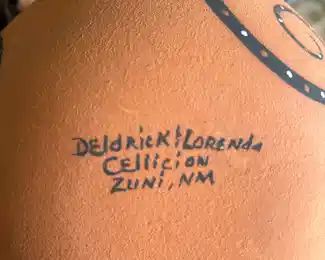 DEldRicK & LORENda
CEllicion
ZUNi, NM